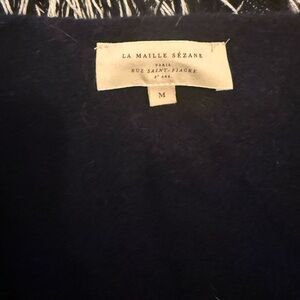 LA MAILLE SÉZANE
PARIS
RUE SAINT-FIACRE
2e ARR.
M